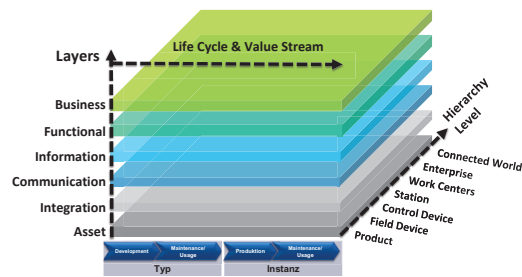 Life Cycle & Value Stream
Layers
Business
Functional
Information
Communication
Integration
Asset
Hierarchy
Level
Connected World
Enterprise
Work Centers
Station
Control Device
Field Device
Product
Development
Maintenance/
Usage
Produktion
Maintenance/
Usage
Typ
Instanz